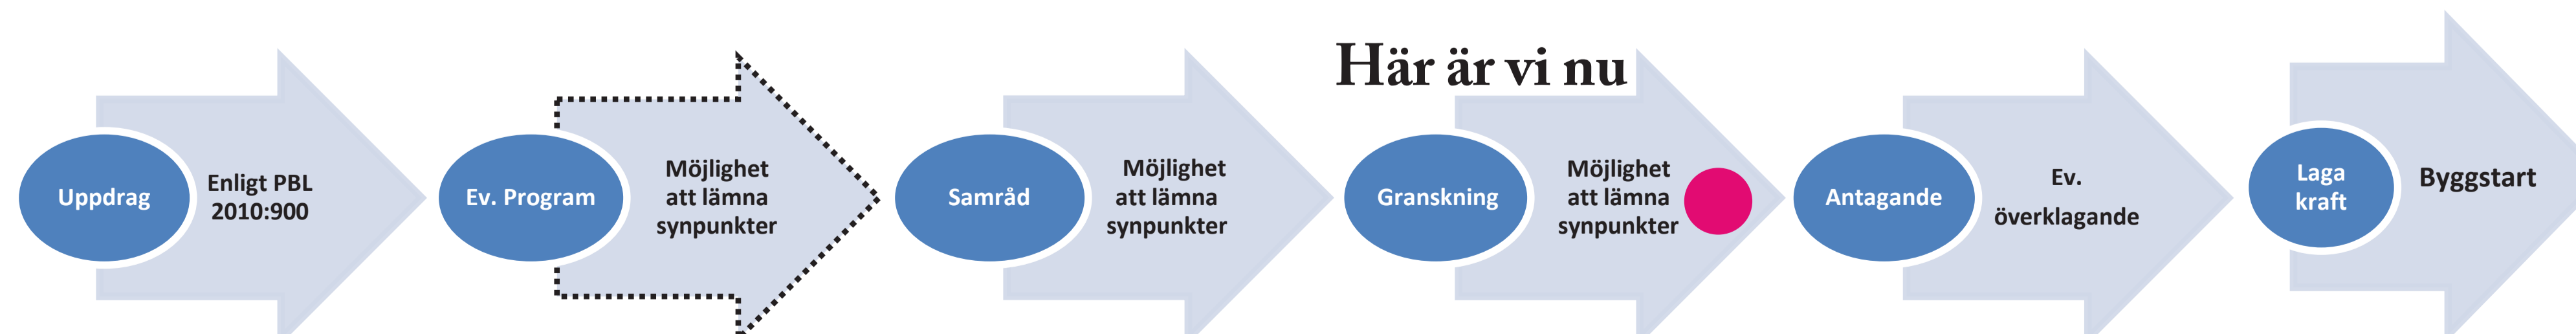 Här är vi nu
Uppdrag
Enligt PBL
2010:900
Ev. Program
Möjlighet
att lämna
synpunkter
Samråd
Möjlighet
att lämna
synpunkter
Granskning
Möjlighet
att lämna
synpunkter
Antagande
Ev.
överklagande
Laga
kraft
Byggstart